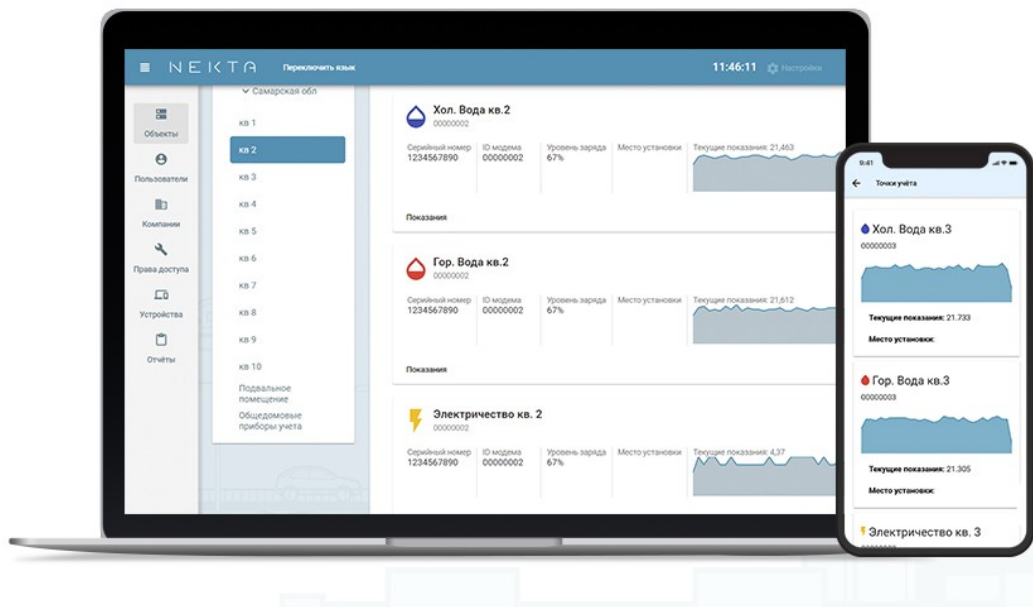 NEKTA
Переключить язык
11:46:11
Настройки
Объекты
Пользователи
Компании
Права доступа
Устройства
Отчёты
Самарская обл
кв 1
кв 2
кв 3
кв 4
кв 5
кв 6
кв 7
кв 8
кв 9
кв 10
Подвальное
помещение
Общедомовые
приборы учета
Хол. Вода кв.2
00000002
Серийный номер ID модема Уровень заряда Место установки Текущие показания: 21,463
1234567890 00000002 67%
Показания
Гор. Вода кв.2
00000002
Серийный номер ID модема Уровень заряда Место установки Текущие показания: 21,612
1234567890 00000002 67%
Показания
Электричество кв. 2
00000002
Серийный номер ID модема Уровень заряда Место установки Текущие показания: 4,37
1234567890 00000002 67%
9:41
Точки учёта
Хол. Вода кв.3
00000003
Текущие показания: 21.733
Место установки:
Гор. Вода кв.3
00000003
Текущие показания: 21.305
Место установки:
Электричество кв. 3